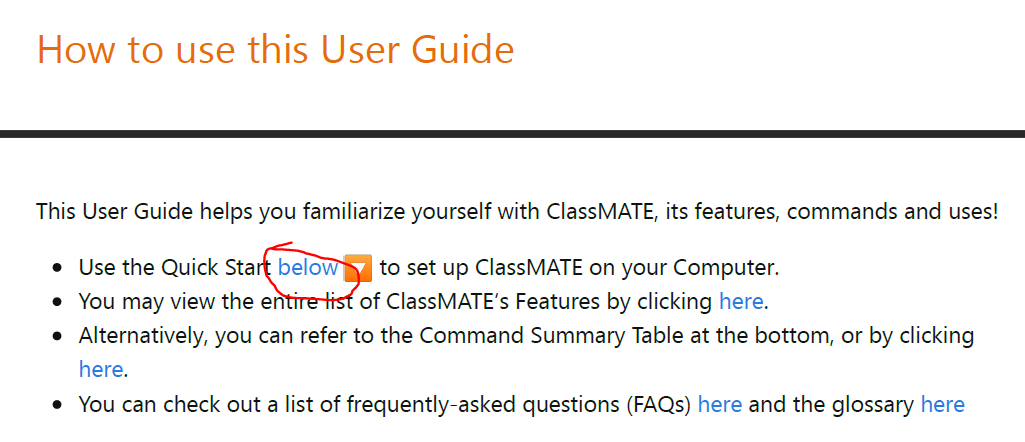 How to use this User Guide
This User Guide helps you familiarize yourself with ClassMATE, its features, commands and uses!
• Use the Quick Start below 🔽 to set up ClassMATE on your Computer.
• You may view the entire list of ClassMATE’s Features by clicking here.
• Alternatively, you can refer to the Command Summary Table at the bottom, or by clicking
here.
• You can check out a list of frequently-asked questions (FAQs) here and the glossary here